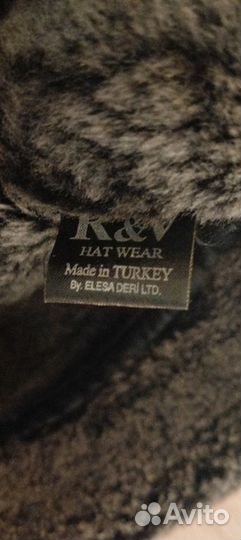 R&V
HAT WEAR
Made in TURKEY
By. ELESA DERİ LTD.
Avito